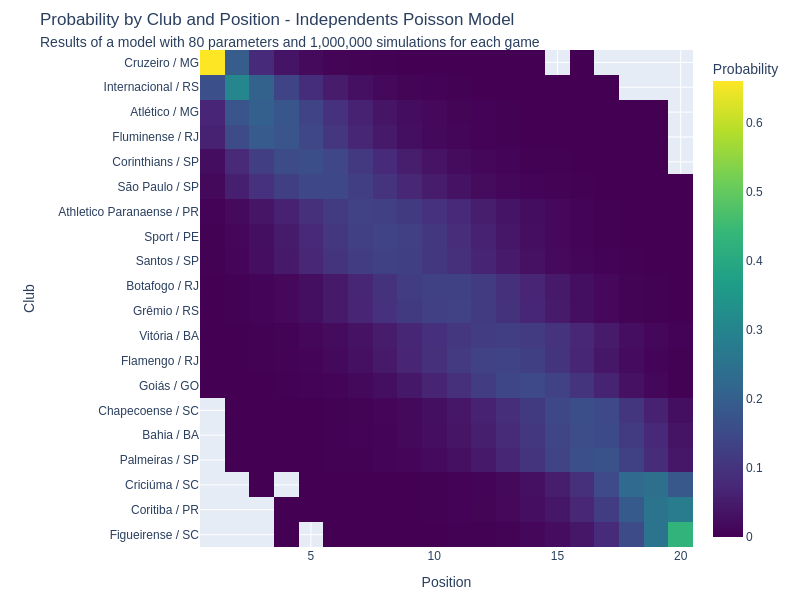 Probability by Club and Position - Independents Poisson Model
Results of a model with 80 parameters and 1,000,000 simulations for each game
Probability
Club
Cruzeiro / MG
Internacional / RS
Atlético / MG
Fluminense / RJ
Corinthians / SP
São Paulo / SP
Athletico Paranaense / PR
Sport / PE
Santos / SP
Botafogo / RJ
Grêmio / RS
Vitória / BA
Flamengo / RJ
Goiás / GO
Chapecoense / SC
Bahia / BA
Palmeiras / SP
Criciúma / SC
Coritiba / PR
Figueirense / SC
0.6
0.5
0.4
0.3
0.2
0.1
0
5 10 15 20
Position